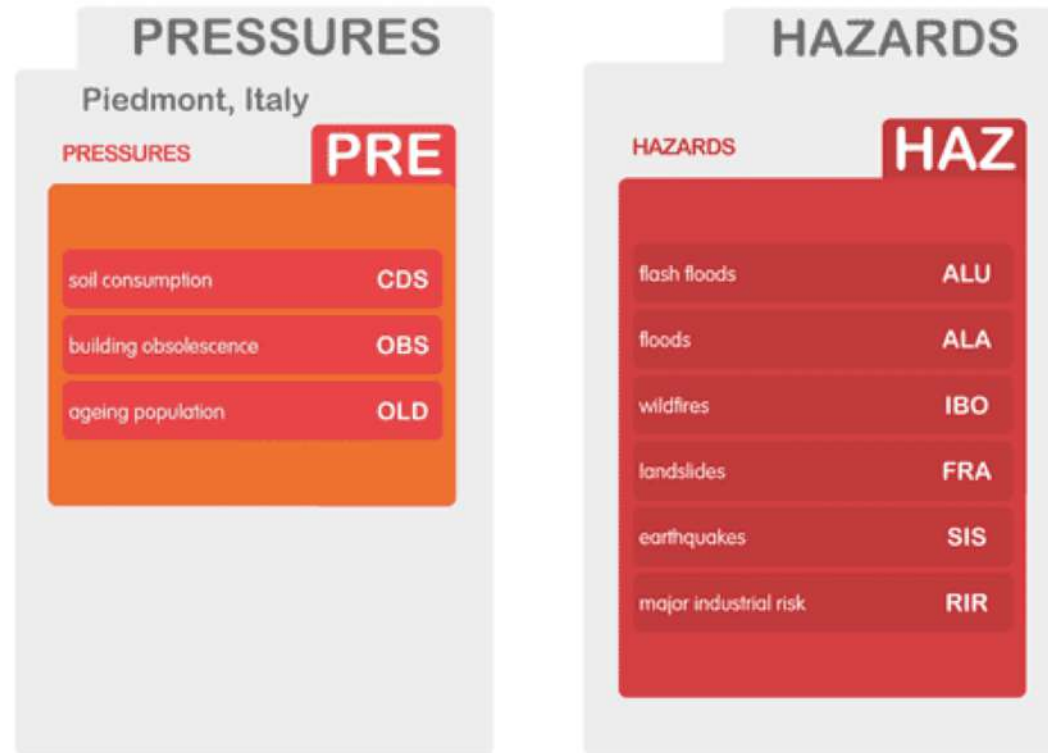 PRESSURES
Piedmont, Italy
PRESSURES PRE
soil consumption CDS
building obsolescence OBS
ageing population OLD
HAZARDS
HAZARDS HAZ
flash floods ALU
floods ALA
wildfires IBO
landslides FRA
earthquakes SIS
major industrial risk RIR